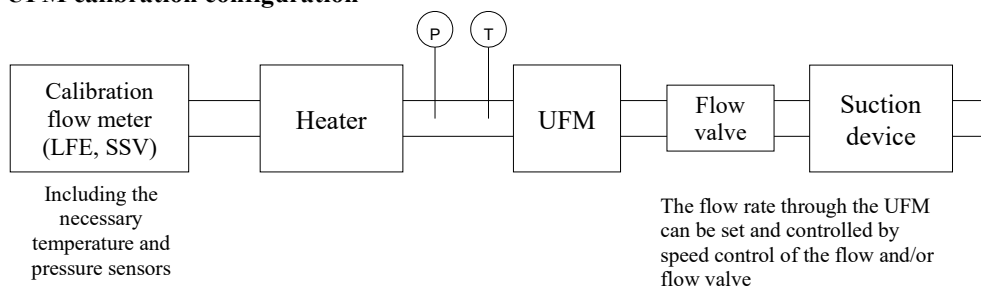 UFM calibration configuration
P
T
Calibration
flow meter
(LFE, SSV)
Heater
UFM
Flow
valve
Suction
device
Including the
necessary
temperature and
pressure sensors
The flow rate through the UFM
can be set and controlled by
speed control of the flow and/or
flow valve